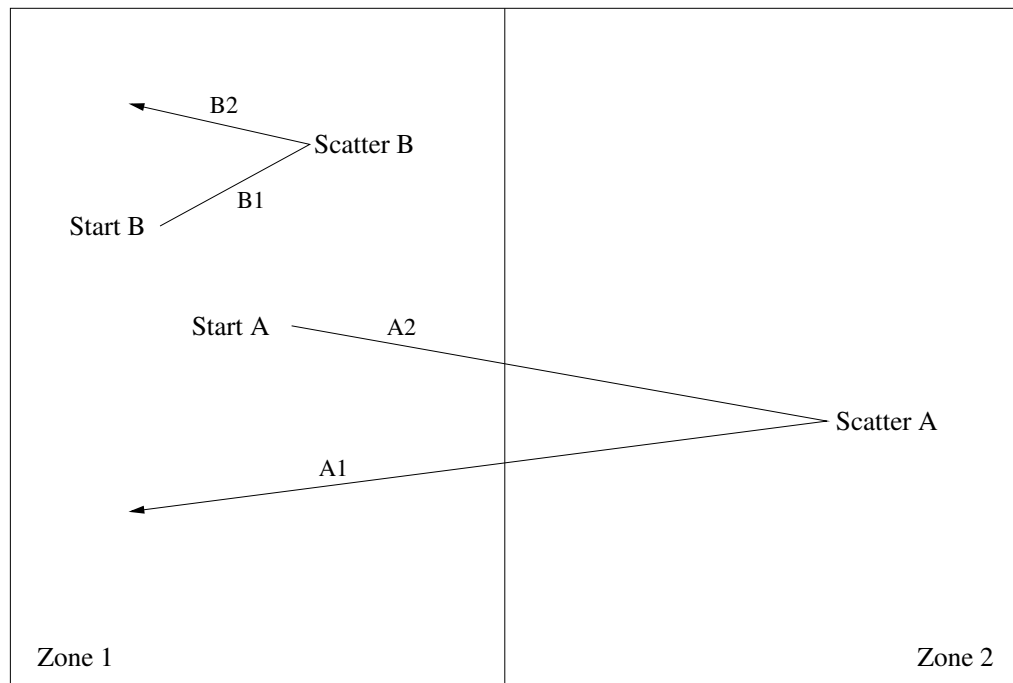 B2
Scatter B
B1
Start B
Start A
A2
Scatter A
A1
Zone 1
Zone 2